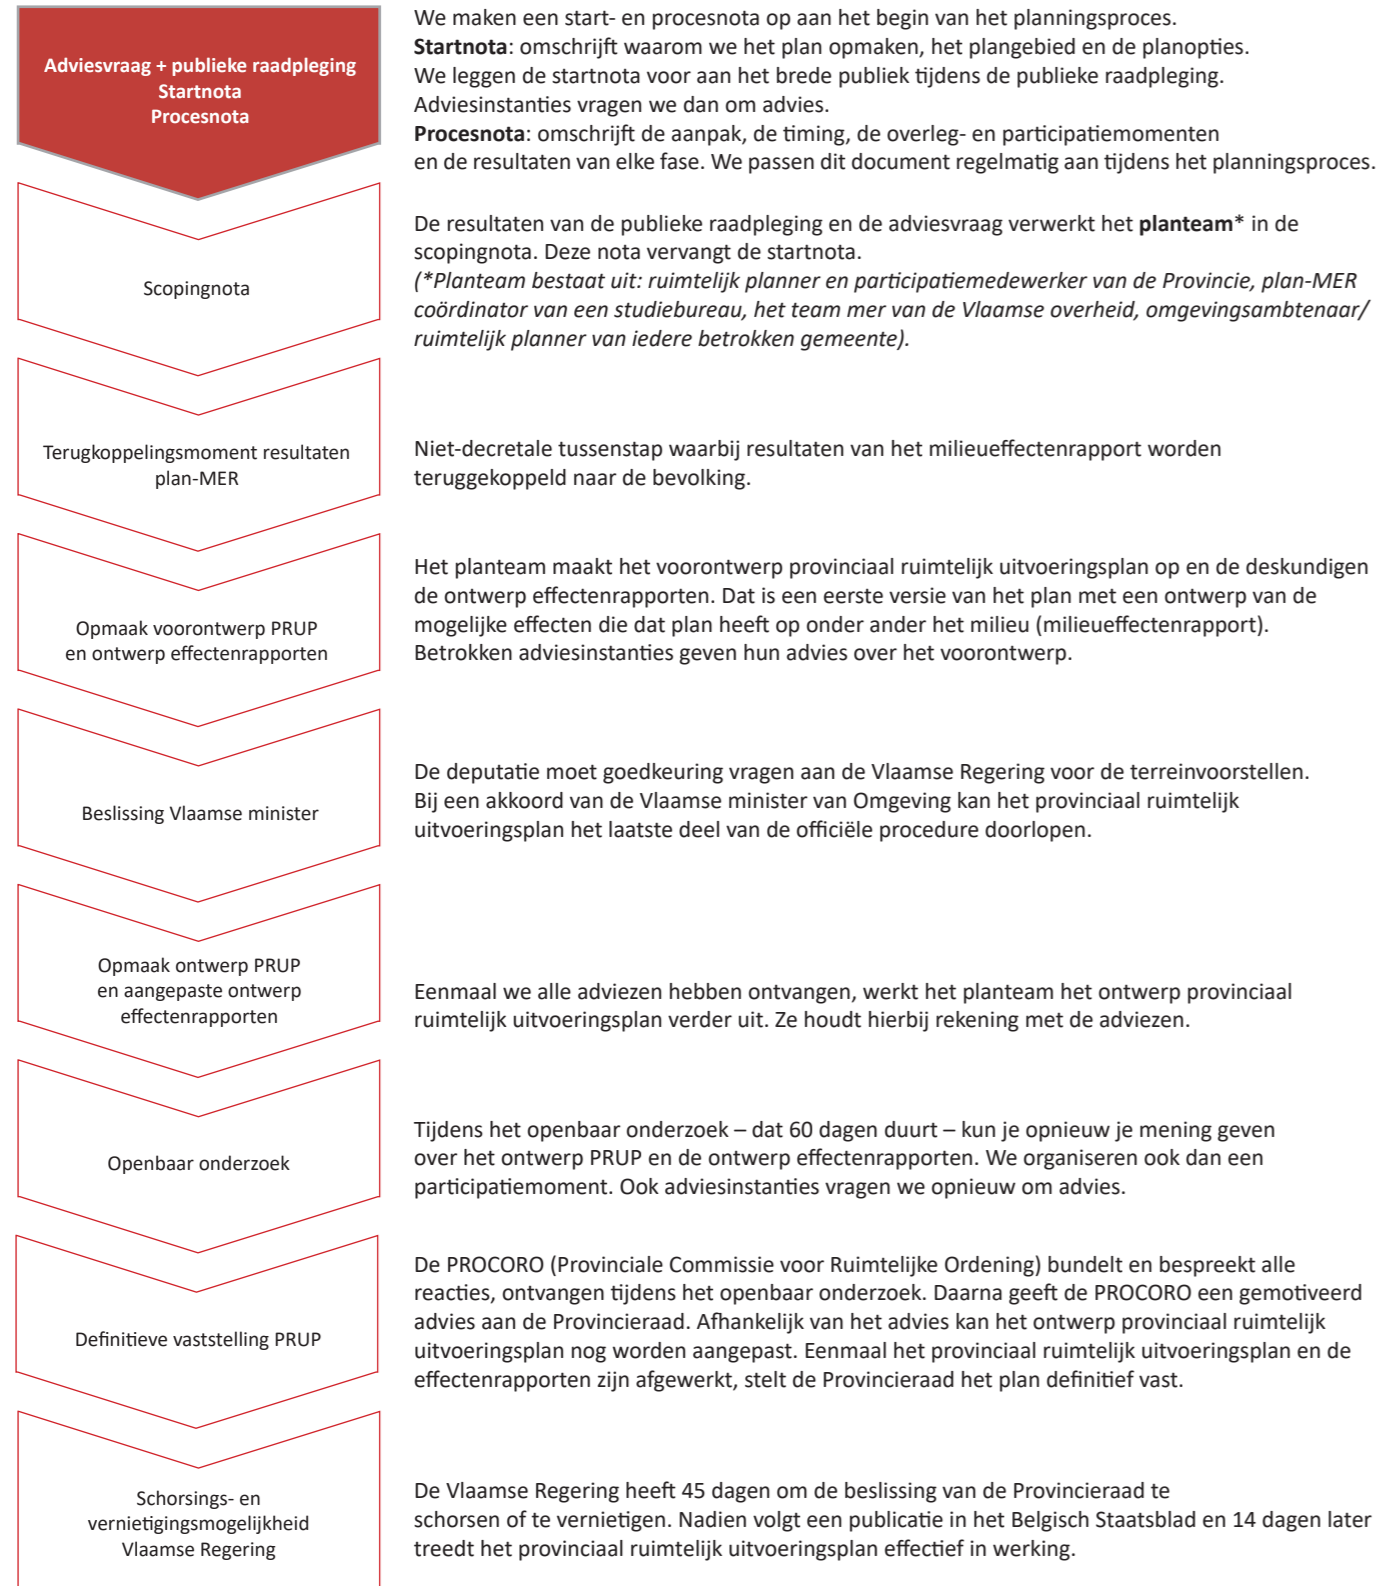 Adviesvraag + publieke raadpleging
Startnota
Procesnota
We maken een start- en procesnota op aan het begin van het planningsproces.
Startnota: omschrijft waarom we het plan opmaken, het plangebied en de planopties.
We leggen de startnota voor aan het brede publiek tijdens de publieke raadpleging.
Adviesinstanties vragen we dan om advies.
Procesnota: omschrijft de aanpak, de timing, de overleg- en participatiemomenten
en de resultaten van elke fase. We passen dit document regelmatig aan tijdens het planningsproces.
Scopingnota
De resultaten van de publieke raadpleging en de adviesvraag verwerkt het planteam* in de
scopingnota. Deze nota vervangt de startnota.
(*Planteam bestaat uit: ruimtelijk planner en participatiemedewerker van de Provincie, plan-MER
coördinator van een studiebureau, het team mer van de Vlaamse overheid, omgevingsambtenaar/
ruimtelijk planner van iedere betrokken gemeente).
Terugkoppelingsmoment resultaten
plan-MER
Niet-decretale tussenstap waarbij resultaten van het milieueffectenrapport worden
teruggekoppeld naar de bevolking.
Opmaak voorontwerp PRUP
en ontwerp effectenrapporten
Het planteam maakt het voorontwerp provinciaal ruimtelijk uitvoeringsplan op en de deskundigen
de ontwerp effectenrapporten. Dat is een eerste versie van het plan met een ontwerp van de
mogelijke effecten die dat plan heeft op onder ander het milieu (milieueffectenrapport).
Betrokken adviesinstanties geven hun advies over het voorontwerp.
Beslissing Vlaamse minister
De deputatie moet goedkeuring vragen aan de Vlaamse Regering voor de terreinvoorstellen.
Bij een akkoord van de Vlaamse minister van Omgeving kan het provinciaal ruimtelijk
uitvoeringsplan het laatste deel van de officiële procedure doorlopen.
Opmaak ontwerp PRUP
en aangepaste ontwerp
effectenrapporten
Eenmaal we alle adviezen hebben ontvangen, werkt het planteam het ontwerp provinciaal
ruimtelijk uitvoeringsplan verder uit. Ze houdt hierbij rekening met de adviezen.
Openbaar onderzoek
Tijdens het openbaar onderzoek – dat 60 dagen duurt – kun je opnieuw je mening geven
over het ontwerp PRUP en de ontwerp effectenrapporten. We organiseren ook dan een
participatiemoment. Ook adviesinstanties vragen we opnieuw om advies.
Definitieve vaststelling PRUP
De PROCORO (Provinciale Commissie voor Ruimtelijke Ordening) bundelt en bespreekt alle
reacties, ontvangen tijdens het openbaar onderzoek. Daarna geeft de PROCORO een gemotiveerd
advies aan de Provincieraad. Afhankelijk van het advies kan het ontwerp provinciaal ruimtelijk
uitvoeringsplan nog worden aangepast. Eenmaal het provinciaal ruimtelijk uitvoeringsplan en de
effectenrapporten zijn afgewerkt, stelt de Provincieraad het plan definitief vast.
Schorsings- en
vernietigingsmogelijkheid
Vlaamse Regering
De Vlaamse Regering heeft 45 dagen om de beslissing van de Provincieraad te
schorsen of te vernietigen. Nadien volgt een publicatie in het Belgisch Staatsblad en 14 dagen later
treedt het provinciaal ruimtelijk uitvoeringsplan effectief in werking.